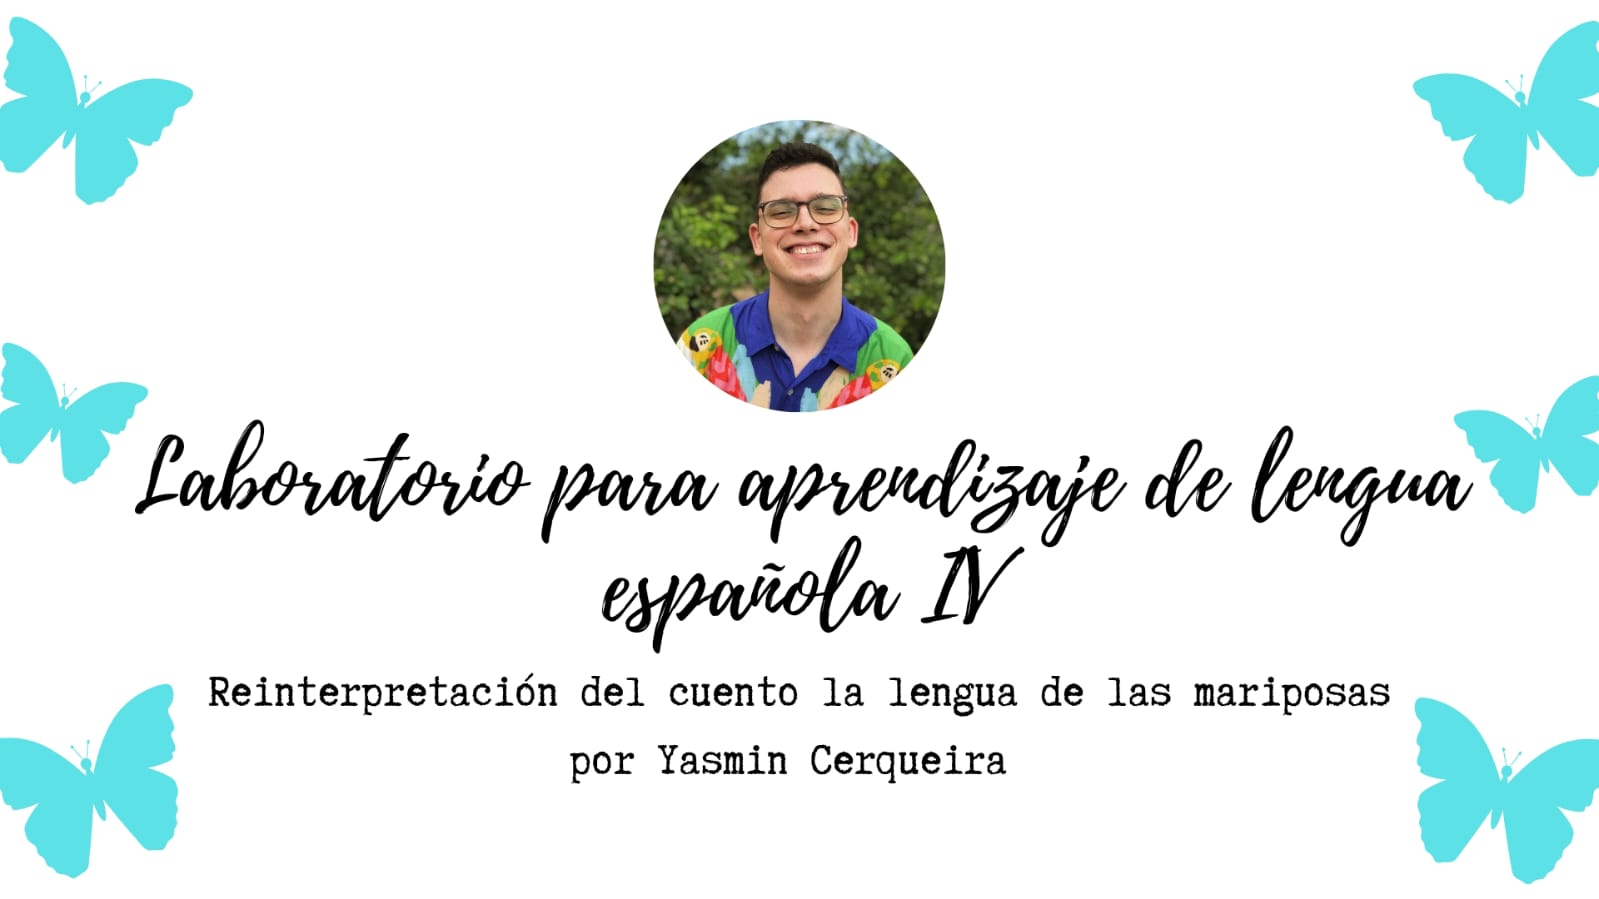 Laboratorio para aprendizaje de lengua
española IV
Reinterpretación del cuento la lengua de las mariposas
por Yasmin Cerqueira